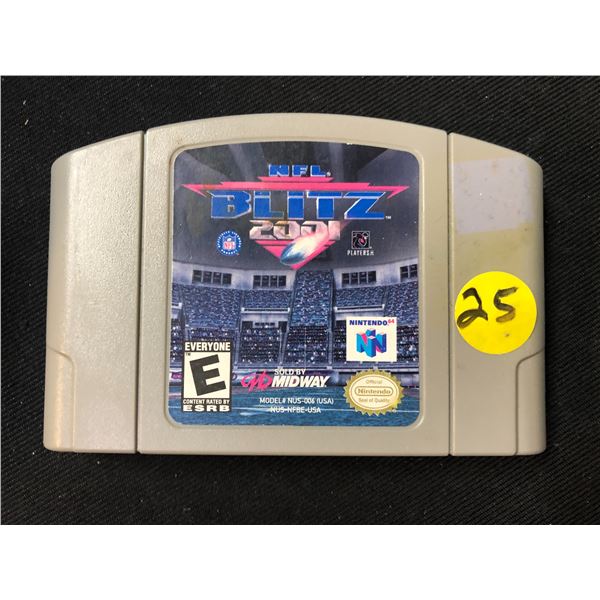 NFL
BLITZ
2001
NFL
PLAYERS INC
NINTENDO 64
EVERYONE
E
CONTENT RATED BY
ESRB
SOLD BY
MIDWAY
MODEL# NUS-006 (USA)
NUS-NFBE-USA
Official
Nintendo
Seal of Quality
25